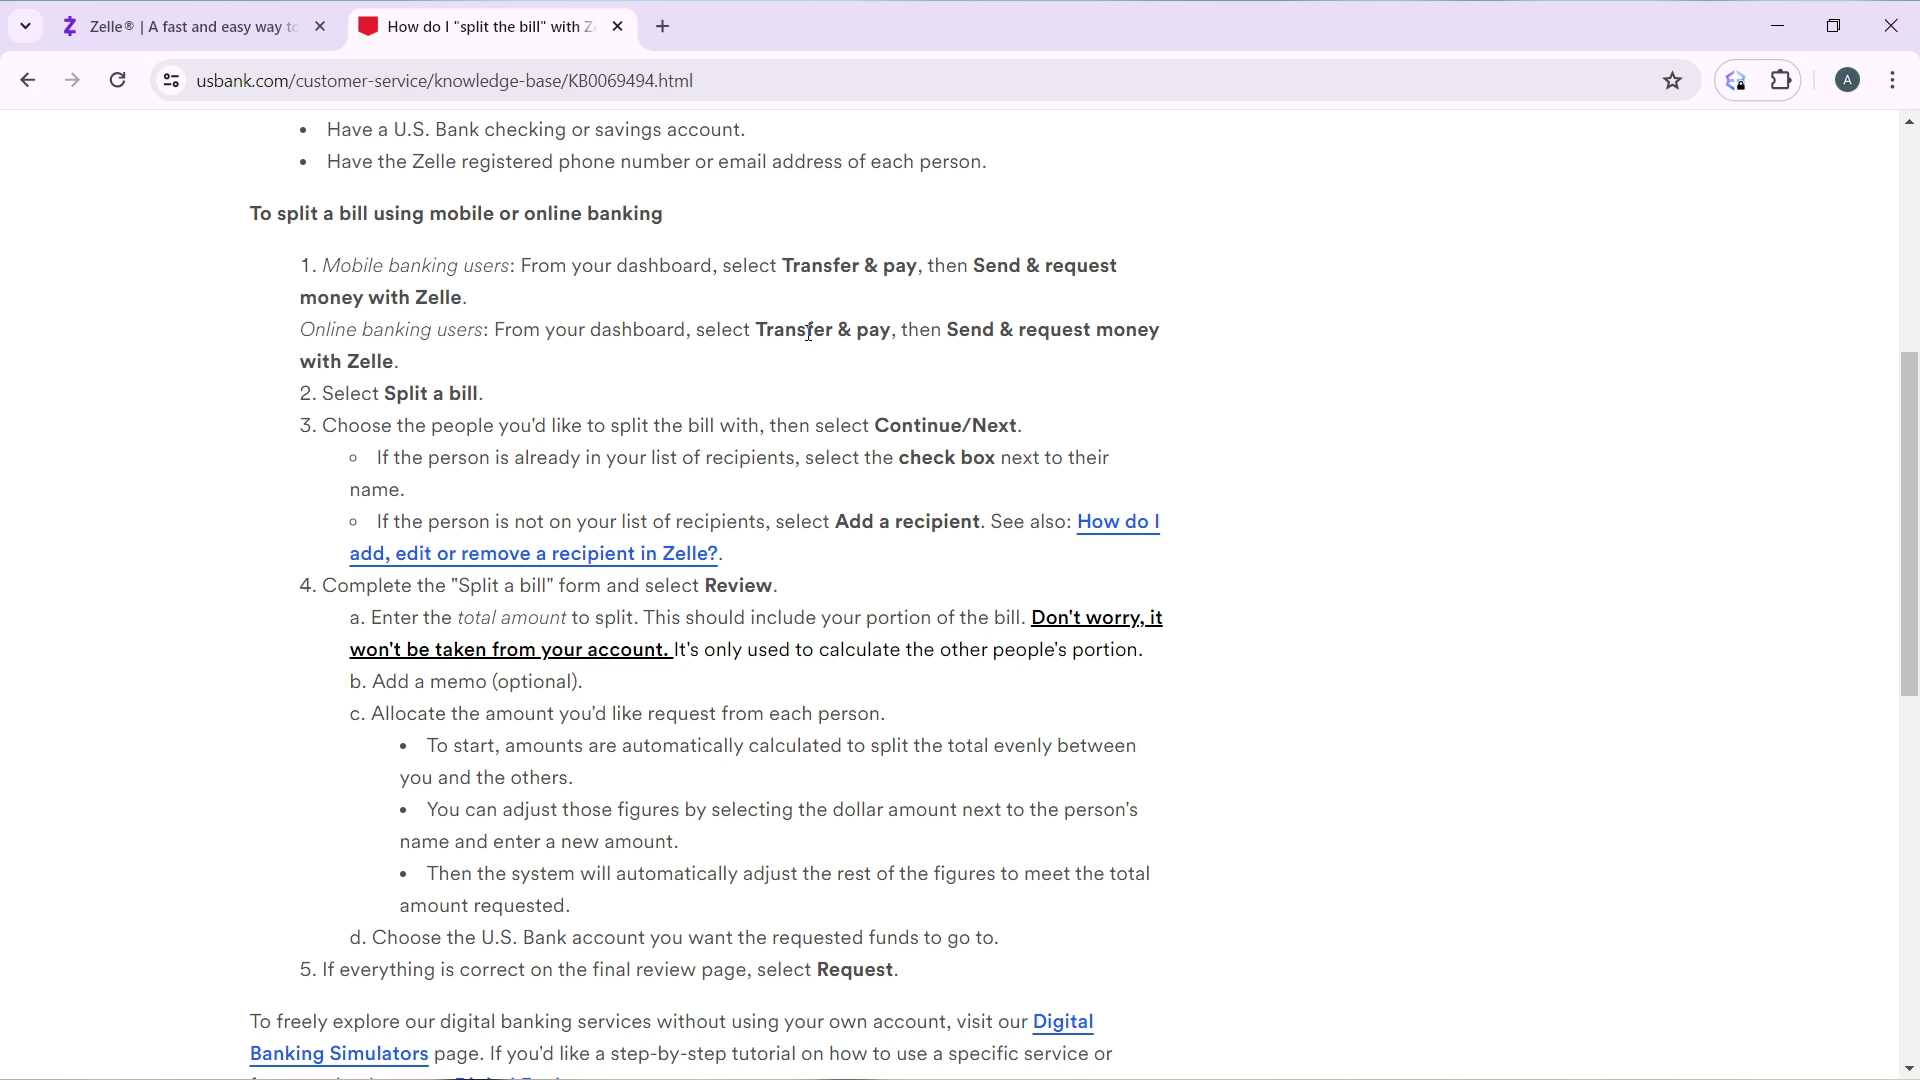 Zelle® | A fast and easy way to
How do I "split the bill" with Ze
usbank.com/customer-service/knowledge-base/KB0069494.html
A
• Have a U.S. Bank checking or savings account.
• Have the Zelle registered phone number or email address of each person.
To split a bill using mobile or online banking
1. Mobile banking users: From your dashboard, select Transfer & pay, then Send & request
money with Zelle.
Online banking users: From your dashboard, select Transfer & pay, then Send & request money
with Zelle.
2. Select Split a bill.
3. Choose the people you'd like to split the bill with, then select Continue/Next.
◦ If the person is already in your list of recipients, select the check box next to their
name.
◦ If the person is not on your list of recipients, select Add a recipient. See also: How do I
add, edit or remove a recipient in Zelle?.
4. Complete the "Split a bill" form and select Review.
a. Enter the total amount to split. This should include your portion of the bill. Don't worry, it
won't be taken from your account. It's only used to calculate the other people's portion.
b. Add a memo (optional).
c. Allocate the amount you'd like request from each person.
• To start, amounts are automatically calculated to split the total evenly between
you and the others.
• You can adjust those figures by selecting the dollar amount next to the person's
name and enter a new amount.
• Then the system will automatically adjust the rest of the figures to meet the total
amount requested.
d. Choose the U.S. Bank account you want the requested funds to go to.
5. If everything is correct on the final review page, select Request.
To freely explore our digital banking services without using your own account, visit our Digital
Banking Simulators page. If you'd like a step-by-step tutorial on how to use a specific service or